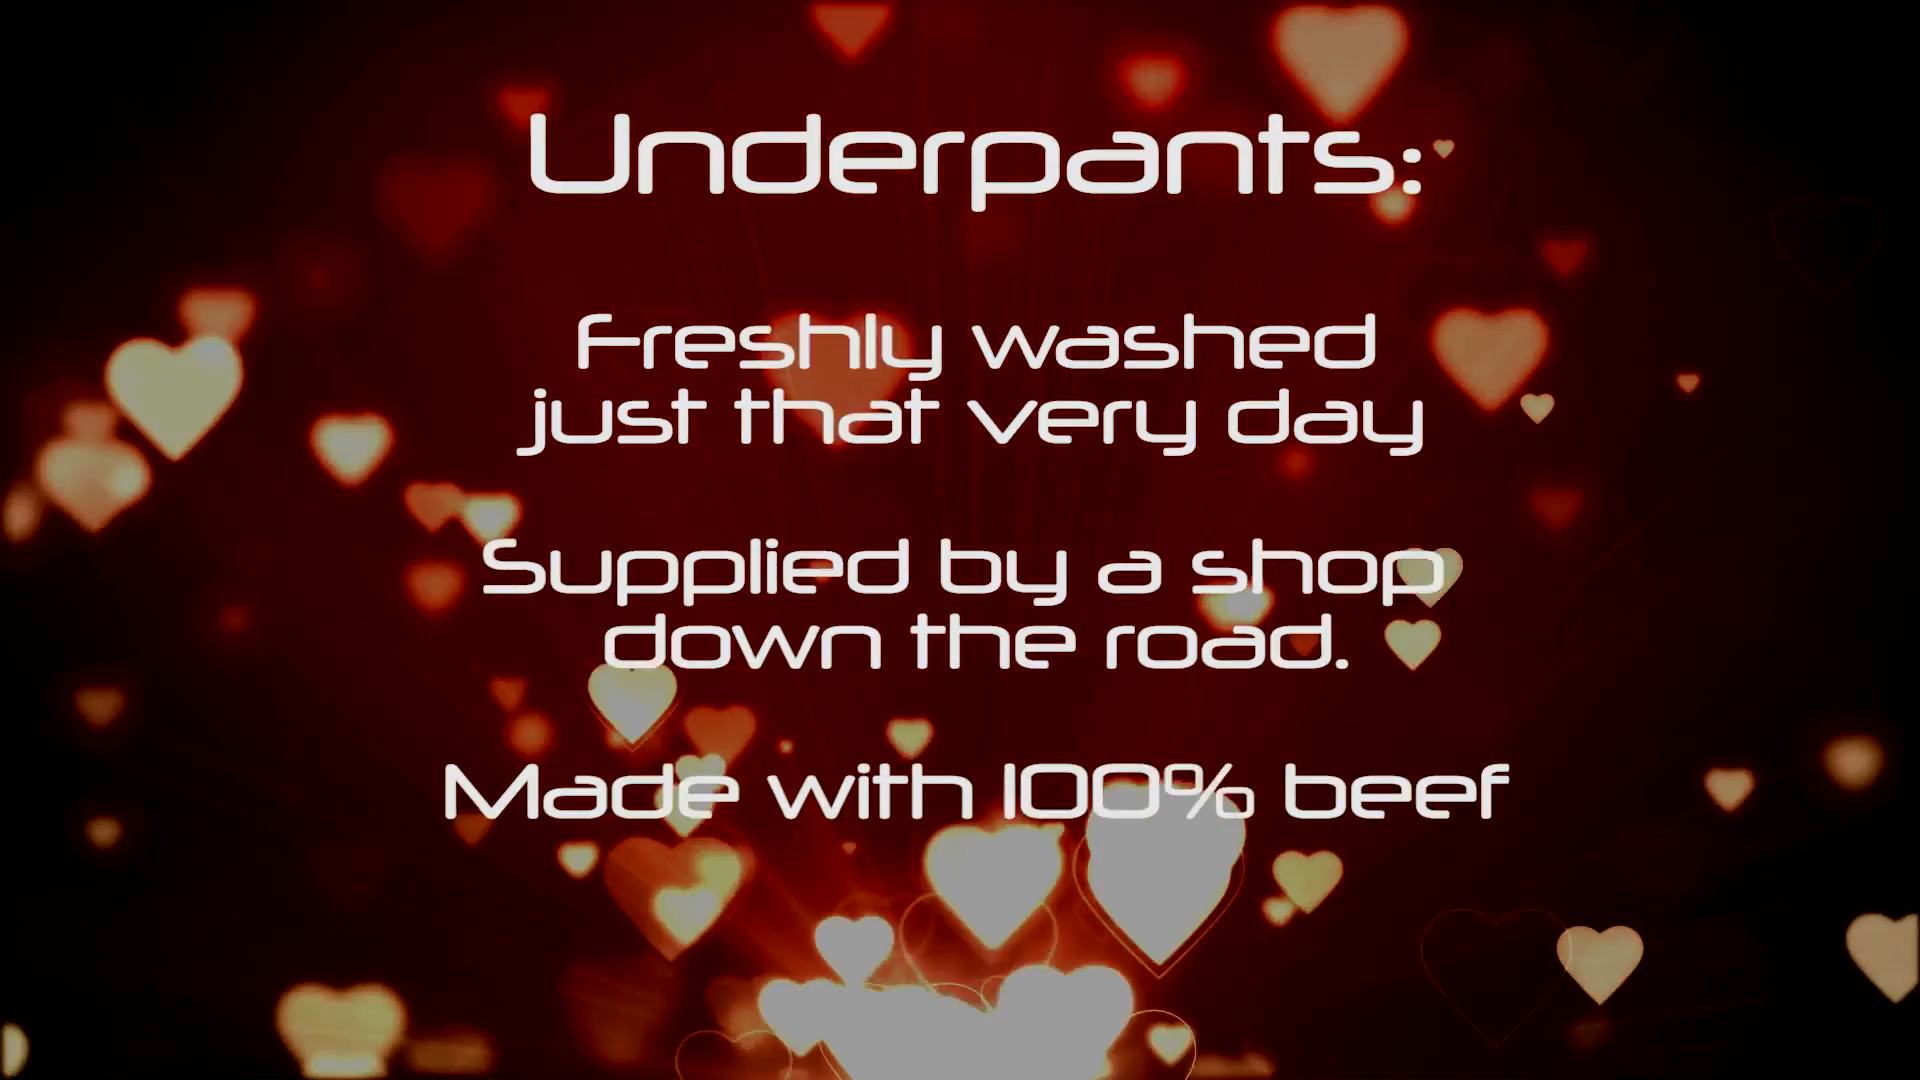 Underpants:
Freshly washed
just that very day
Supplied by a shop
down the road.
Made with 100% beef